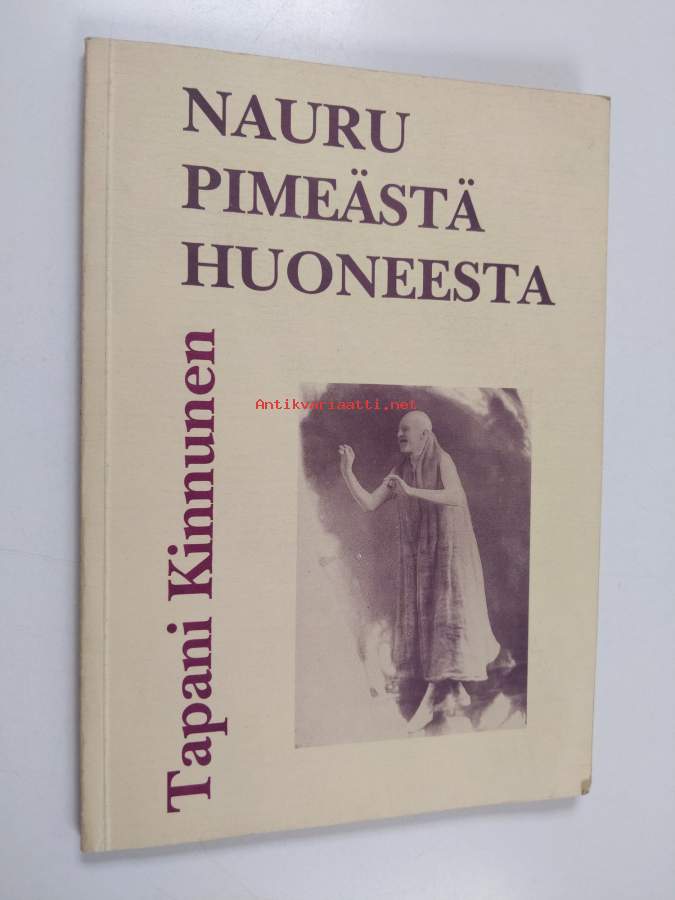 NAURU
PIMEÄSTÄ
HUONEESTA
Tapani Kinnunen
Antikvariaatti.net